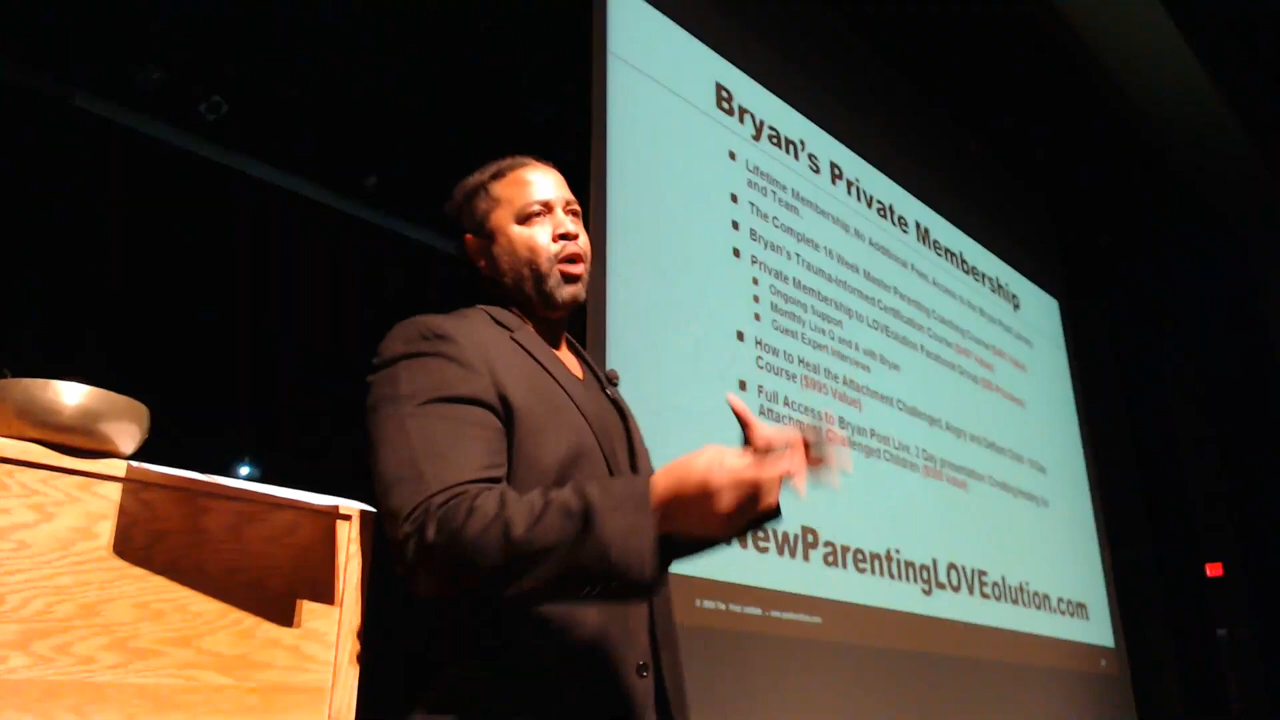 Bryan's Private Membership
Lifetime Membership, No Additional Fees, Access to the Bryan Post Library
and Team.
The Complete 16 Week Master Parenting Coaching Course
Bryan's Trauma-Informed Certification Course
Private Membership to LOVEolution Facebook Group
Ongoing Support
Monthly Live Q and A with Bryan
Guest Expert Interviews
How to Heal the Attachment Challenged, Angry and Defiant Child
Course ($995 Value)
Full Access to Bryan Post Live, 2 Day presentation: Creating Healing for
Attachment Challenged Children
NewParentingLOVEolution.com